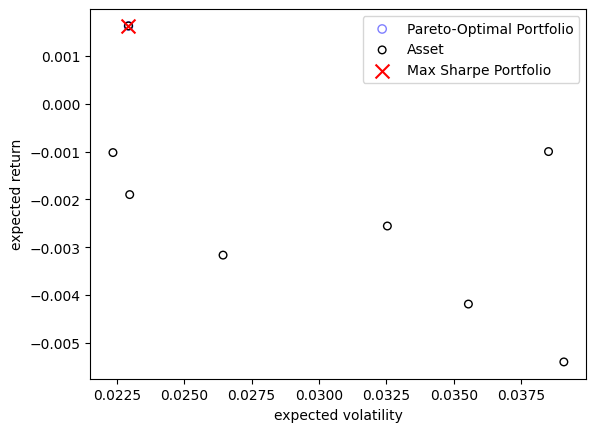 Pareto-Optimal Portfolio
Asset
Max Sharpe Portfolio
0.001
0.000
−0.001
−0.002
−0.003
−0.004
−0.005
expected return
0.0225 0.0250 0.0275 0.0300 0.0325 0.0350 0.0375
expected volatility